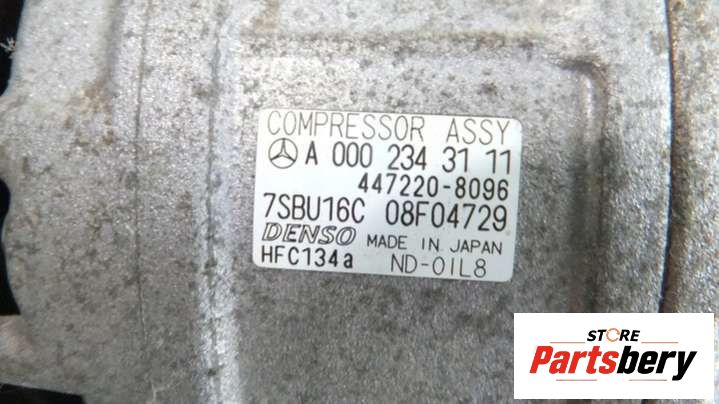 COMPRESSOR ASSY
A 000 234 31 11
447220-8096
7SBU16C 08F04729
DENSO MADE IN JAPAN
HFC134a ND-OIL8
STORE
Partsbery